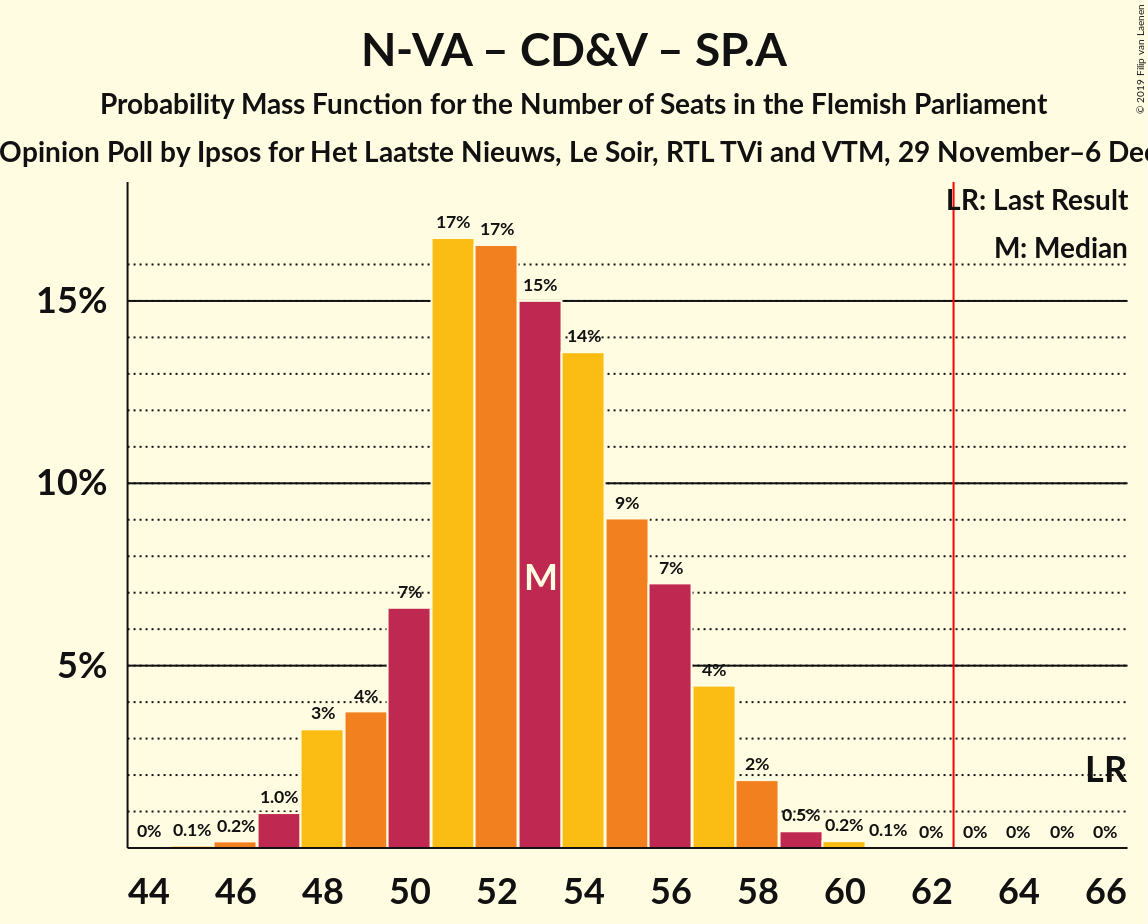 N-VA – CD&V – SP.A
Probability Mass Function for the Number of Seats in the Flemish Parliament
Opinion Poll by Ipsos for Het Laatste Nieuws, Le Soir, RTL TVi and VTM, 29 November–6 Dec
© 2019 Filip van Laenen
LR: Last Result
M: Median
15%
10%
5%
0% 0.1% 0.2% 1.0% 3% 4% 7% 17% 17% 15% 14% 9% 7% 4% 2% 0.5% 0.2% 0.1% 0% 0% 0% 0% 0%
M
LR
44 46 48 50 52 54 56 58 60 62 64 66